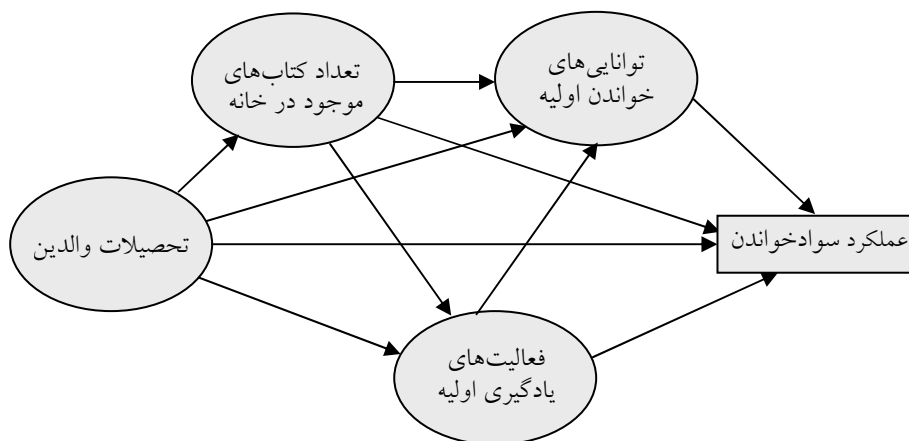 تعداد کتاب‌های
موجود در خانه
توانایی‌های
خواندن اولیه
تحصیلات والدین
عملکرد سوادخواندن
فعالیت‌های
یادگیری اولیه